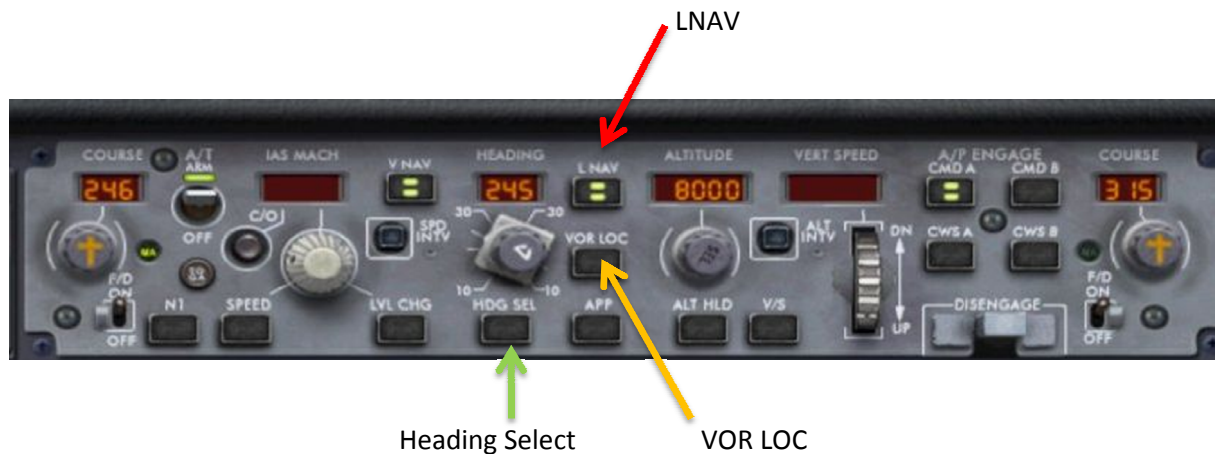 LNAV
COURSE A/T IAS MACH HEADING ALTITUDE VERT SPEED A/P ENGAGE COURSE
ARM V NAV L NAV CMD A CMD B
246 245 8000 315
C/O
OFF SPD INTV 30 30 VOR LOC SEL ALT INTV DN CWS A CWS B
MA
F/D ON 10 10 F/D ON
N1 SPEED LVL CHG HDG SEL APP ALT HLD V/S DISENGAGE
OFF UP OFF
Heading Select VOR LOC